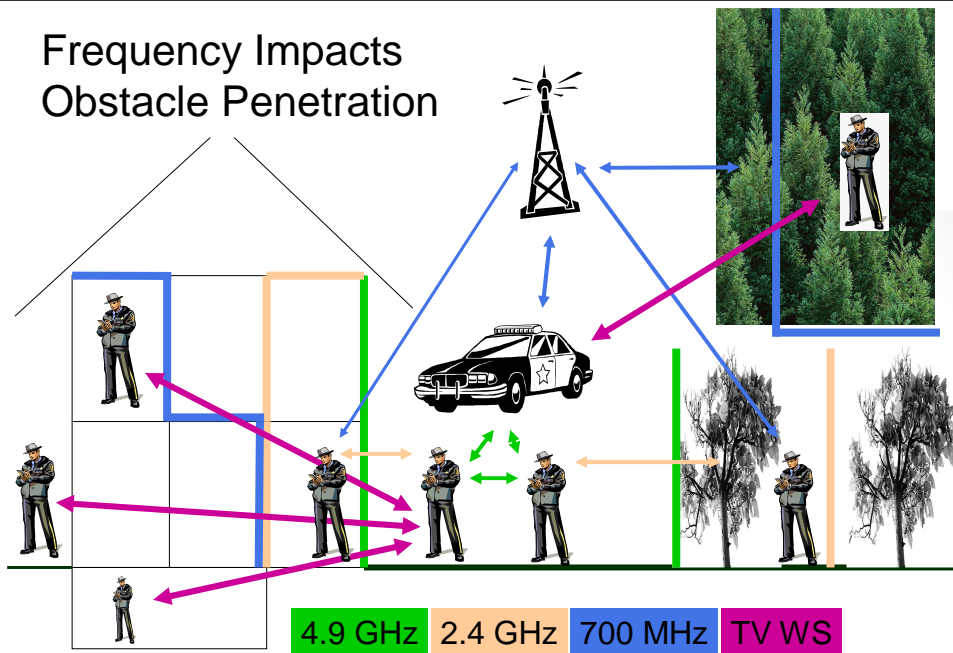 Frequency Impacts
Obstacle Penetration
4.9 GHz
2.4 GHz
700 MHz
TV WS